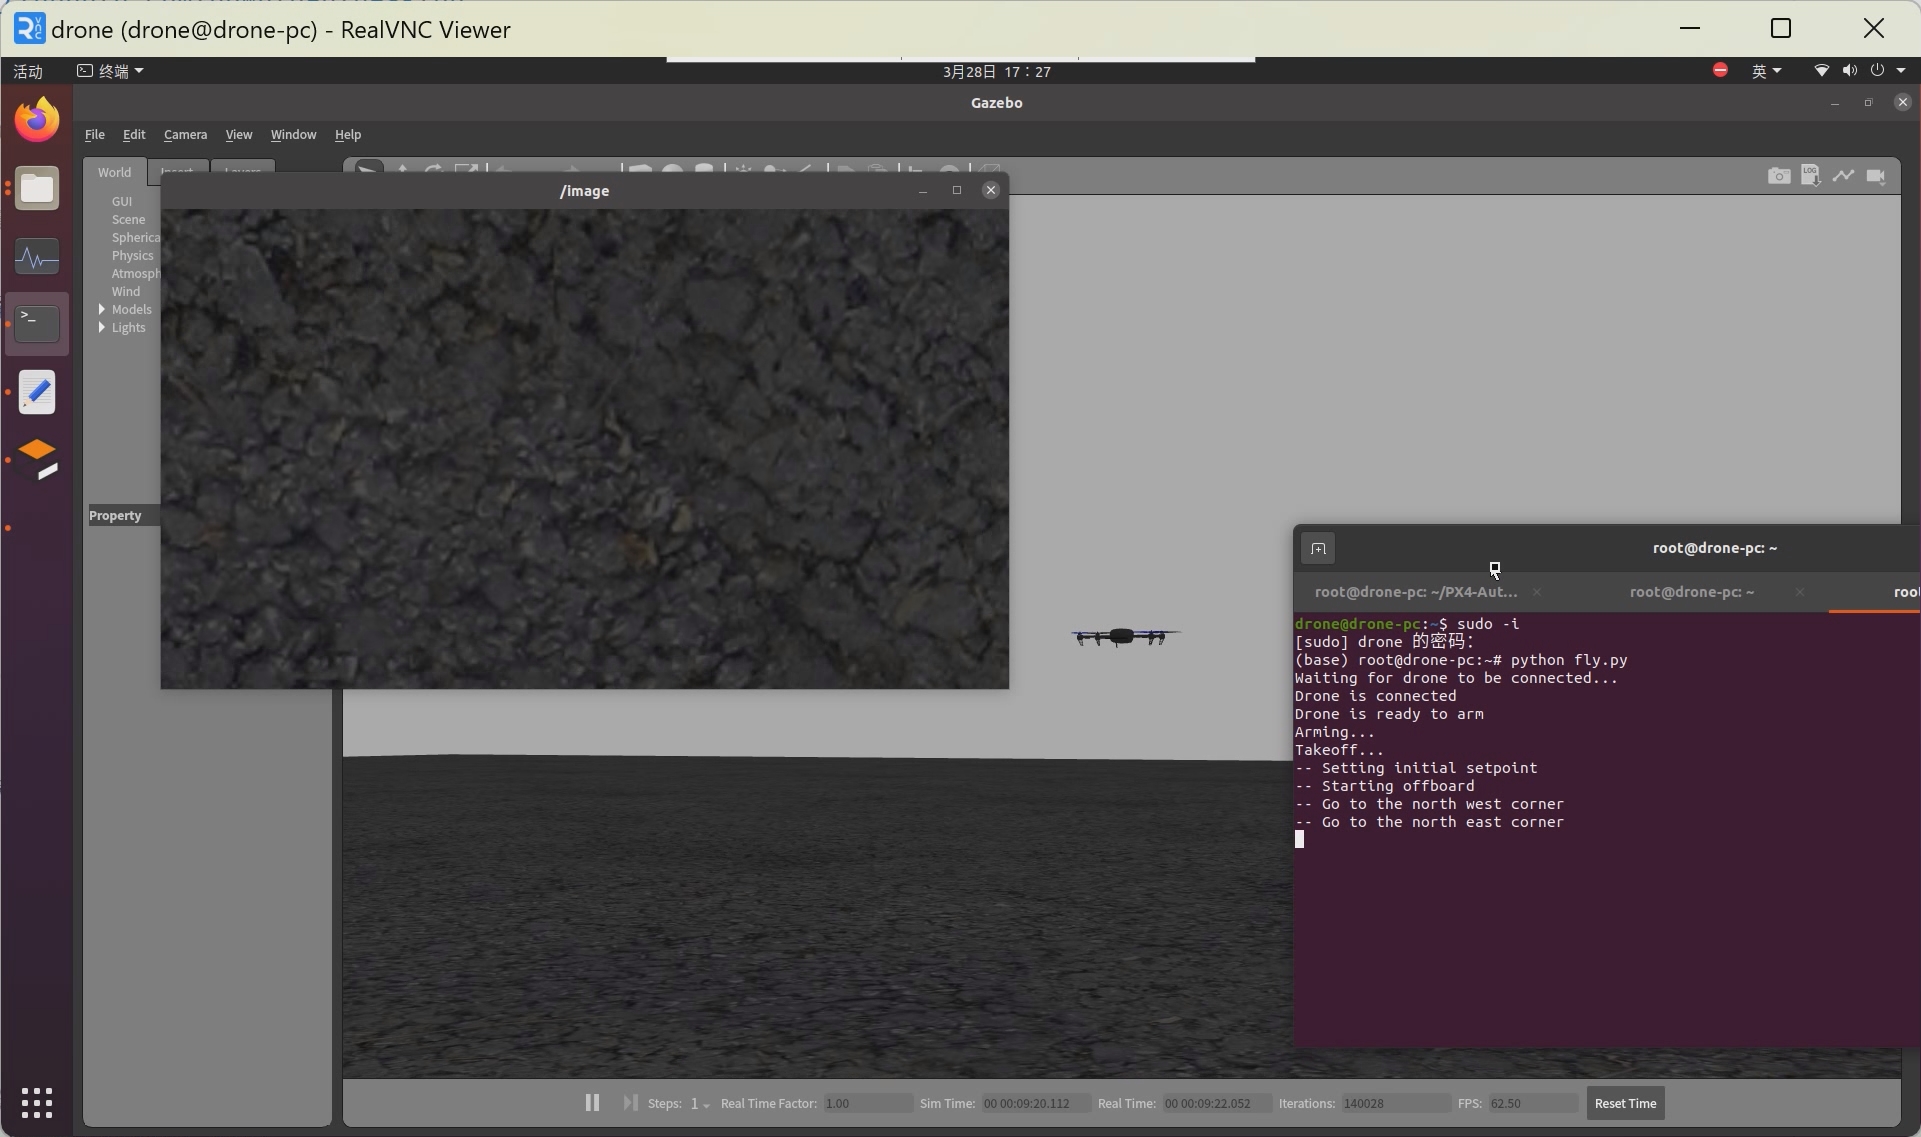 drone (drone@drone-pc) - RealVNC Viewer
活动
终端
3月28日 17：27
英
Gazebo
File Edit Camera View Window Help
World
/image
GUI
Scene
Spherica
Physics
Atmosph
Wind
Models
Lights
Property
LOG
root@drone-pc: ~
root@drone-pc: ~/PX4-Aut... × root@drone-pc: ~ × roo
drone@drone-pc:~$ sudo -i
[sudo] drone 的密码：
(base) root@drone-pc:~# python fly.py
Waiting for drone to be connected...
Drone is connected
Drone is ready to arm
Arming...
Takeoff...
-- Setting initial setpoint
-- Starting offboard
-- Go to the north west corner
-- Go to the north east corner
Steps: 1 Real Time Factor: 1.00 Sim Time: 00 00:09:20.112 Real Time: 00 00:09:22.052 Iterations: 140028 FPS: 62.50 Reset Time